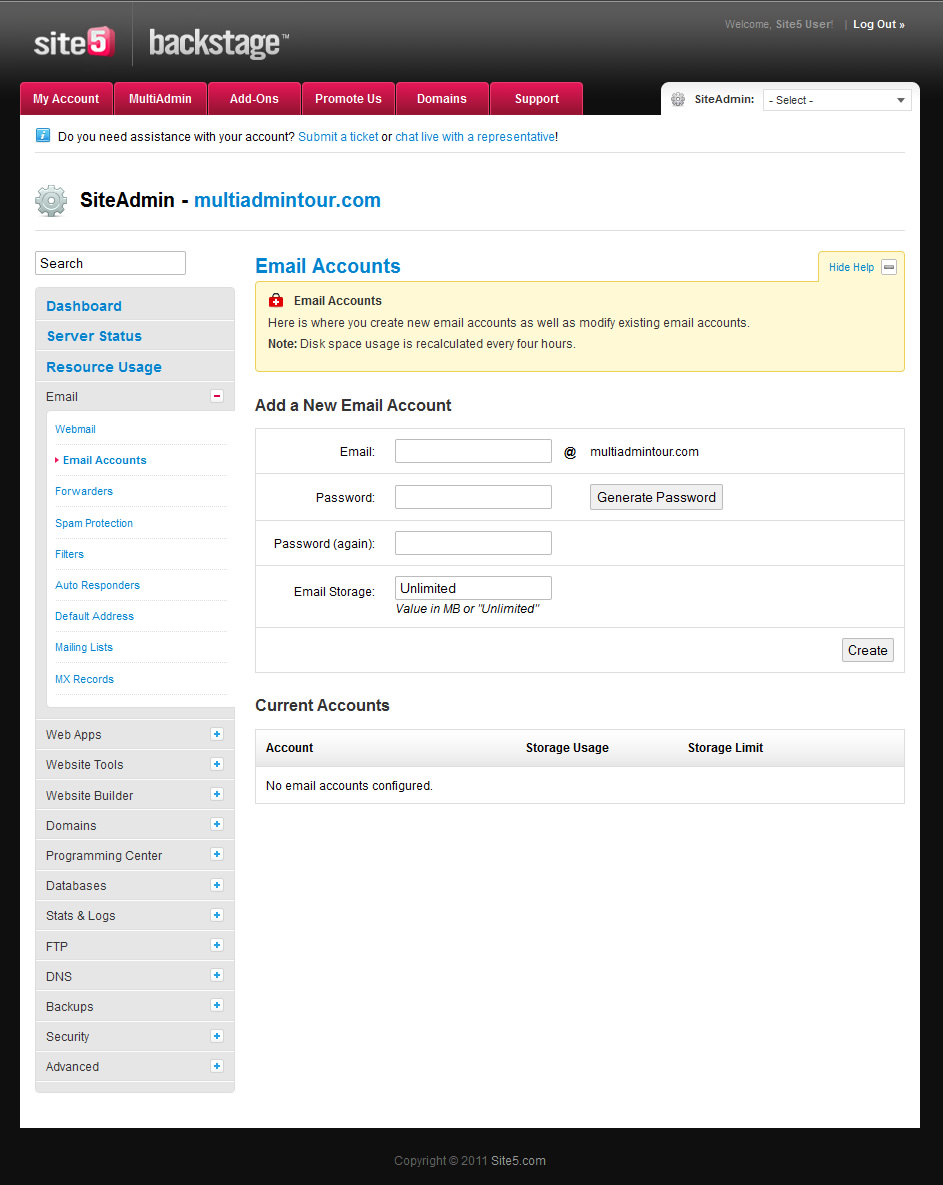 site5 backstage™
Welcome, Site5 User! | Log Out »
My Account MultiAdmin Add-Ons Promote Us Domains Support
SiteAdmin: - Select -
Do you need assistance with your account? Submit a ticket or chat live with a representative!
SiteAdmin - multiadmintour.com
Search
Dashboard
Server Status
Resource Usage
Email
Webmail
Email Accounts
Forwarders
Spam Protection
Filters
Auto Responders
Default Address
Mailing Lists
MX Records
Web Apps
Website Tools
Website Builder
Domains
Programming Center
Databases
Stats & Logs
FTP
DNS
Backups
Security
Advanced
Email Accounts
Hide Help
Email Accounts
Here is where you create new email accounts as well as modify existing email accounts.
Note: Disk space usage is recalculated every four hours.
Add a New Email Account
Email: @ multiadmintour.com
Password: Generate Password
Password (again):
Email Storage: Unlimited
Value in MB or "Unlimited"
Create
Current Accounts
Account Storage Usage Storage Limit
No email accounts configured.
Copyright © 2011 Site5.com